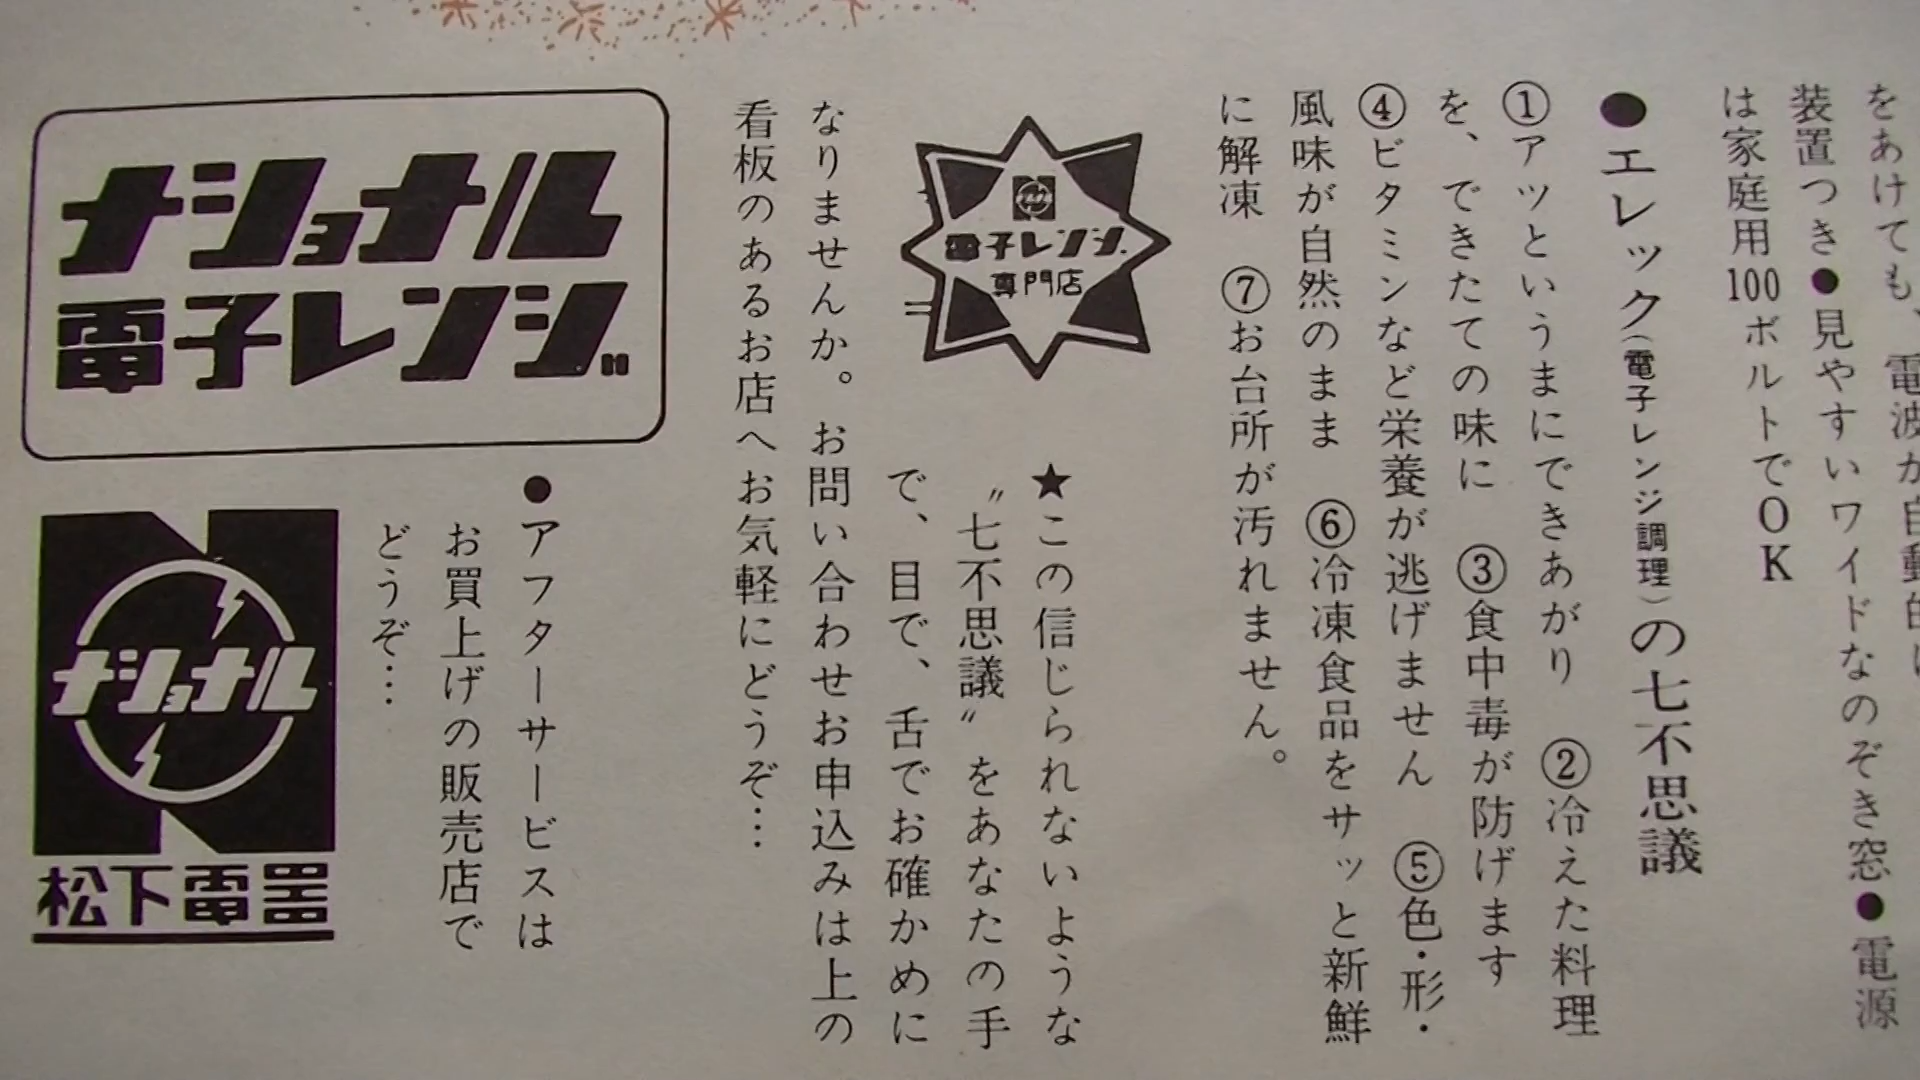 をあけても、電波が自動的に
装置つき●見やすいワイドなのぞき窓●電源
は家庭用100ボルトでOK
●エレック(電子レンジ調理)の七不思議
①アッというまにできあがり ②冷えた料理
を、できたての味に ③食中毒が防げます
④ビタミンなど栄養が逃げません ⑤色・形・
風味が自然のまま ⑥冷凍食品をサッと新鮮
に解凍 ⑦お台所が汚れません。
電子レンジ
専門店
★この信じられないような
〝七不思議〟をあなたの手
で、目で、舌でお確かめに
なりませんか。お問い合わせお申込みは上の
看板のあるお店へお気軽にどうぞ…
ナショナル
電子レンジ
●アフターサービスは
お買上げの販売店で
どうぞ…
ナショナル
松下電器